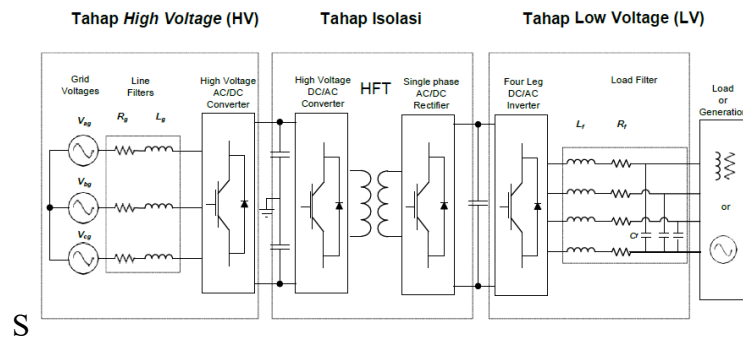 Tahap High Voltage (HV)
Tahap Isolasi
Tahap Low Voltage (LV)
Grid
Voltages
Line
Filters
High Voltage
AC/DC
Converter
High Voltage
DC/AC
Converter
HFT
Single phase
AC/DC
Rectifier
Four Leg
DC/AC
Inverter
Load Filter
Load
or
Generation
Vag
Rg
Lg
Lf
Rf
Vbg
or
Vcg
Cf
S